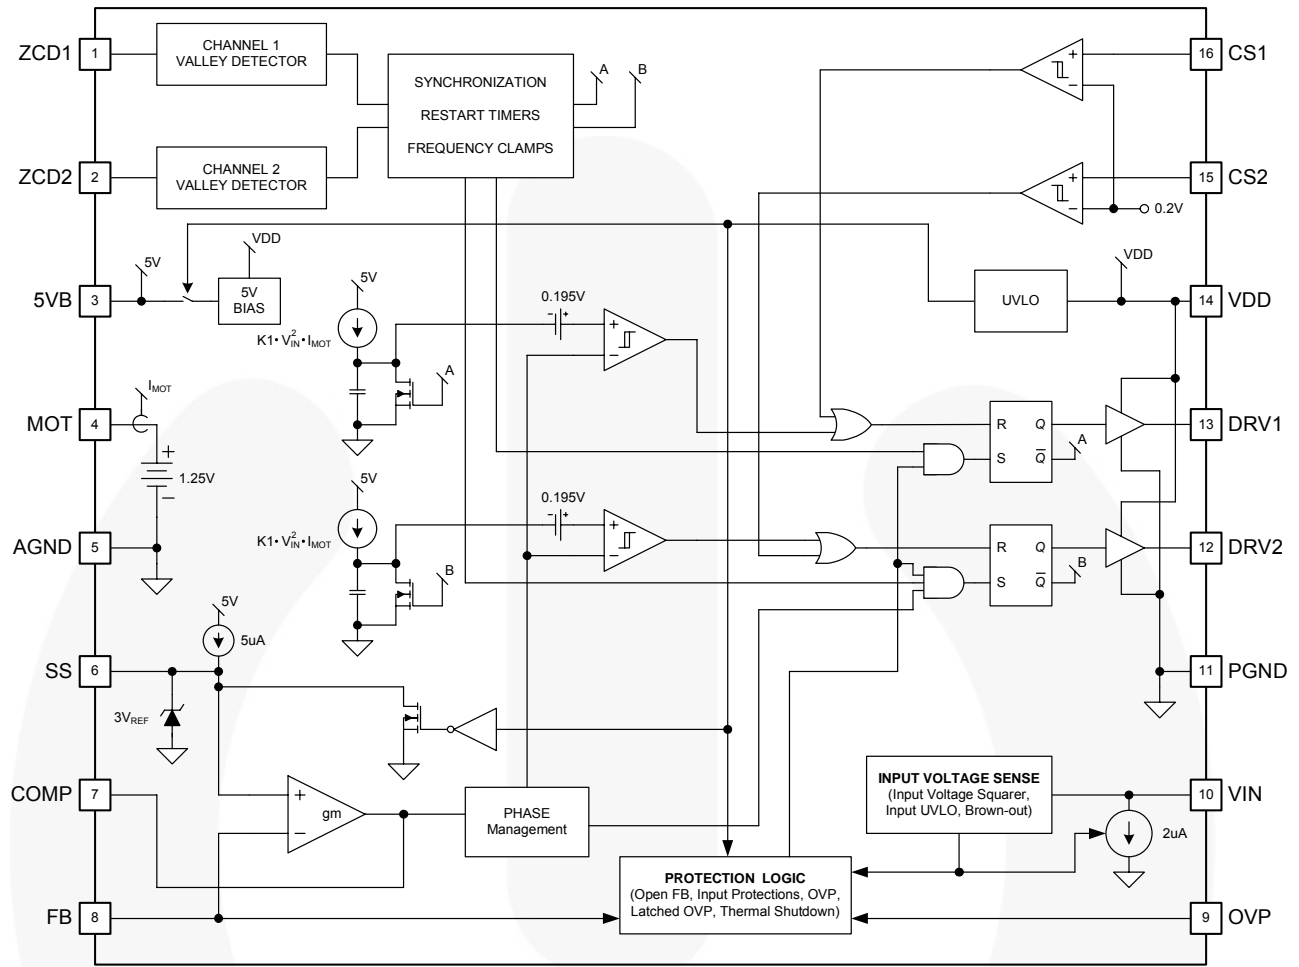 ZCD1
1
CHANNEL 1
VALLEY DETECTOR
ZCD2
2
CHANNEL 2
VALLEY DETECTOR
SYNCHRONIZATION
RESTART TIMERS
FREQUENCY CLAMPS
A
B
16
CS1
15
CS2
+
−
+
−
0.2V
5VB
3
5V
VDD
5V
BIAS
UVLO
VDD
14
VDD
5V
K1•V²IN•IMOT
A
0.195V
- +
+
−
MOT
4
IMOT
+
1.25V
−
R
Q
S
Q̅
A
13
DRV1
5V
K1•V²IN•IMOT
B
0.195V
- +
+
−
AGND
5
R
Q
S
Q̅
B
12
DRV2
5V
5uA
SS
6
3VREF
11
PGND
COMP
7
+
gm
−
PHASE
Management
INPUT VOLTAGE SENSE
(Input Voltage Squarer,
Input UVLO, Brown-out)
10
VIN
2uA
PROTECTION LOGIC
(Open FB, Input Protections, OVP,
Latched OVP, Thermal Shutdown)
FB
8
9
OVP